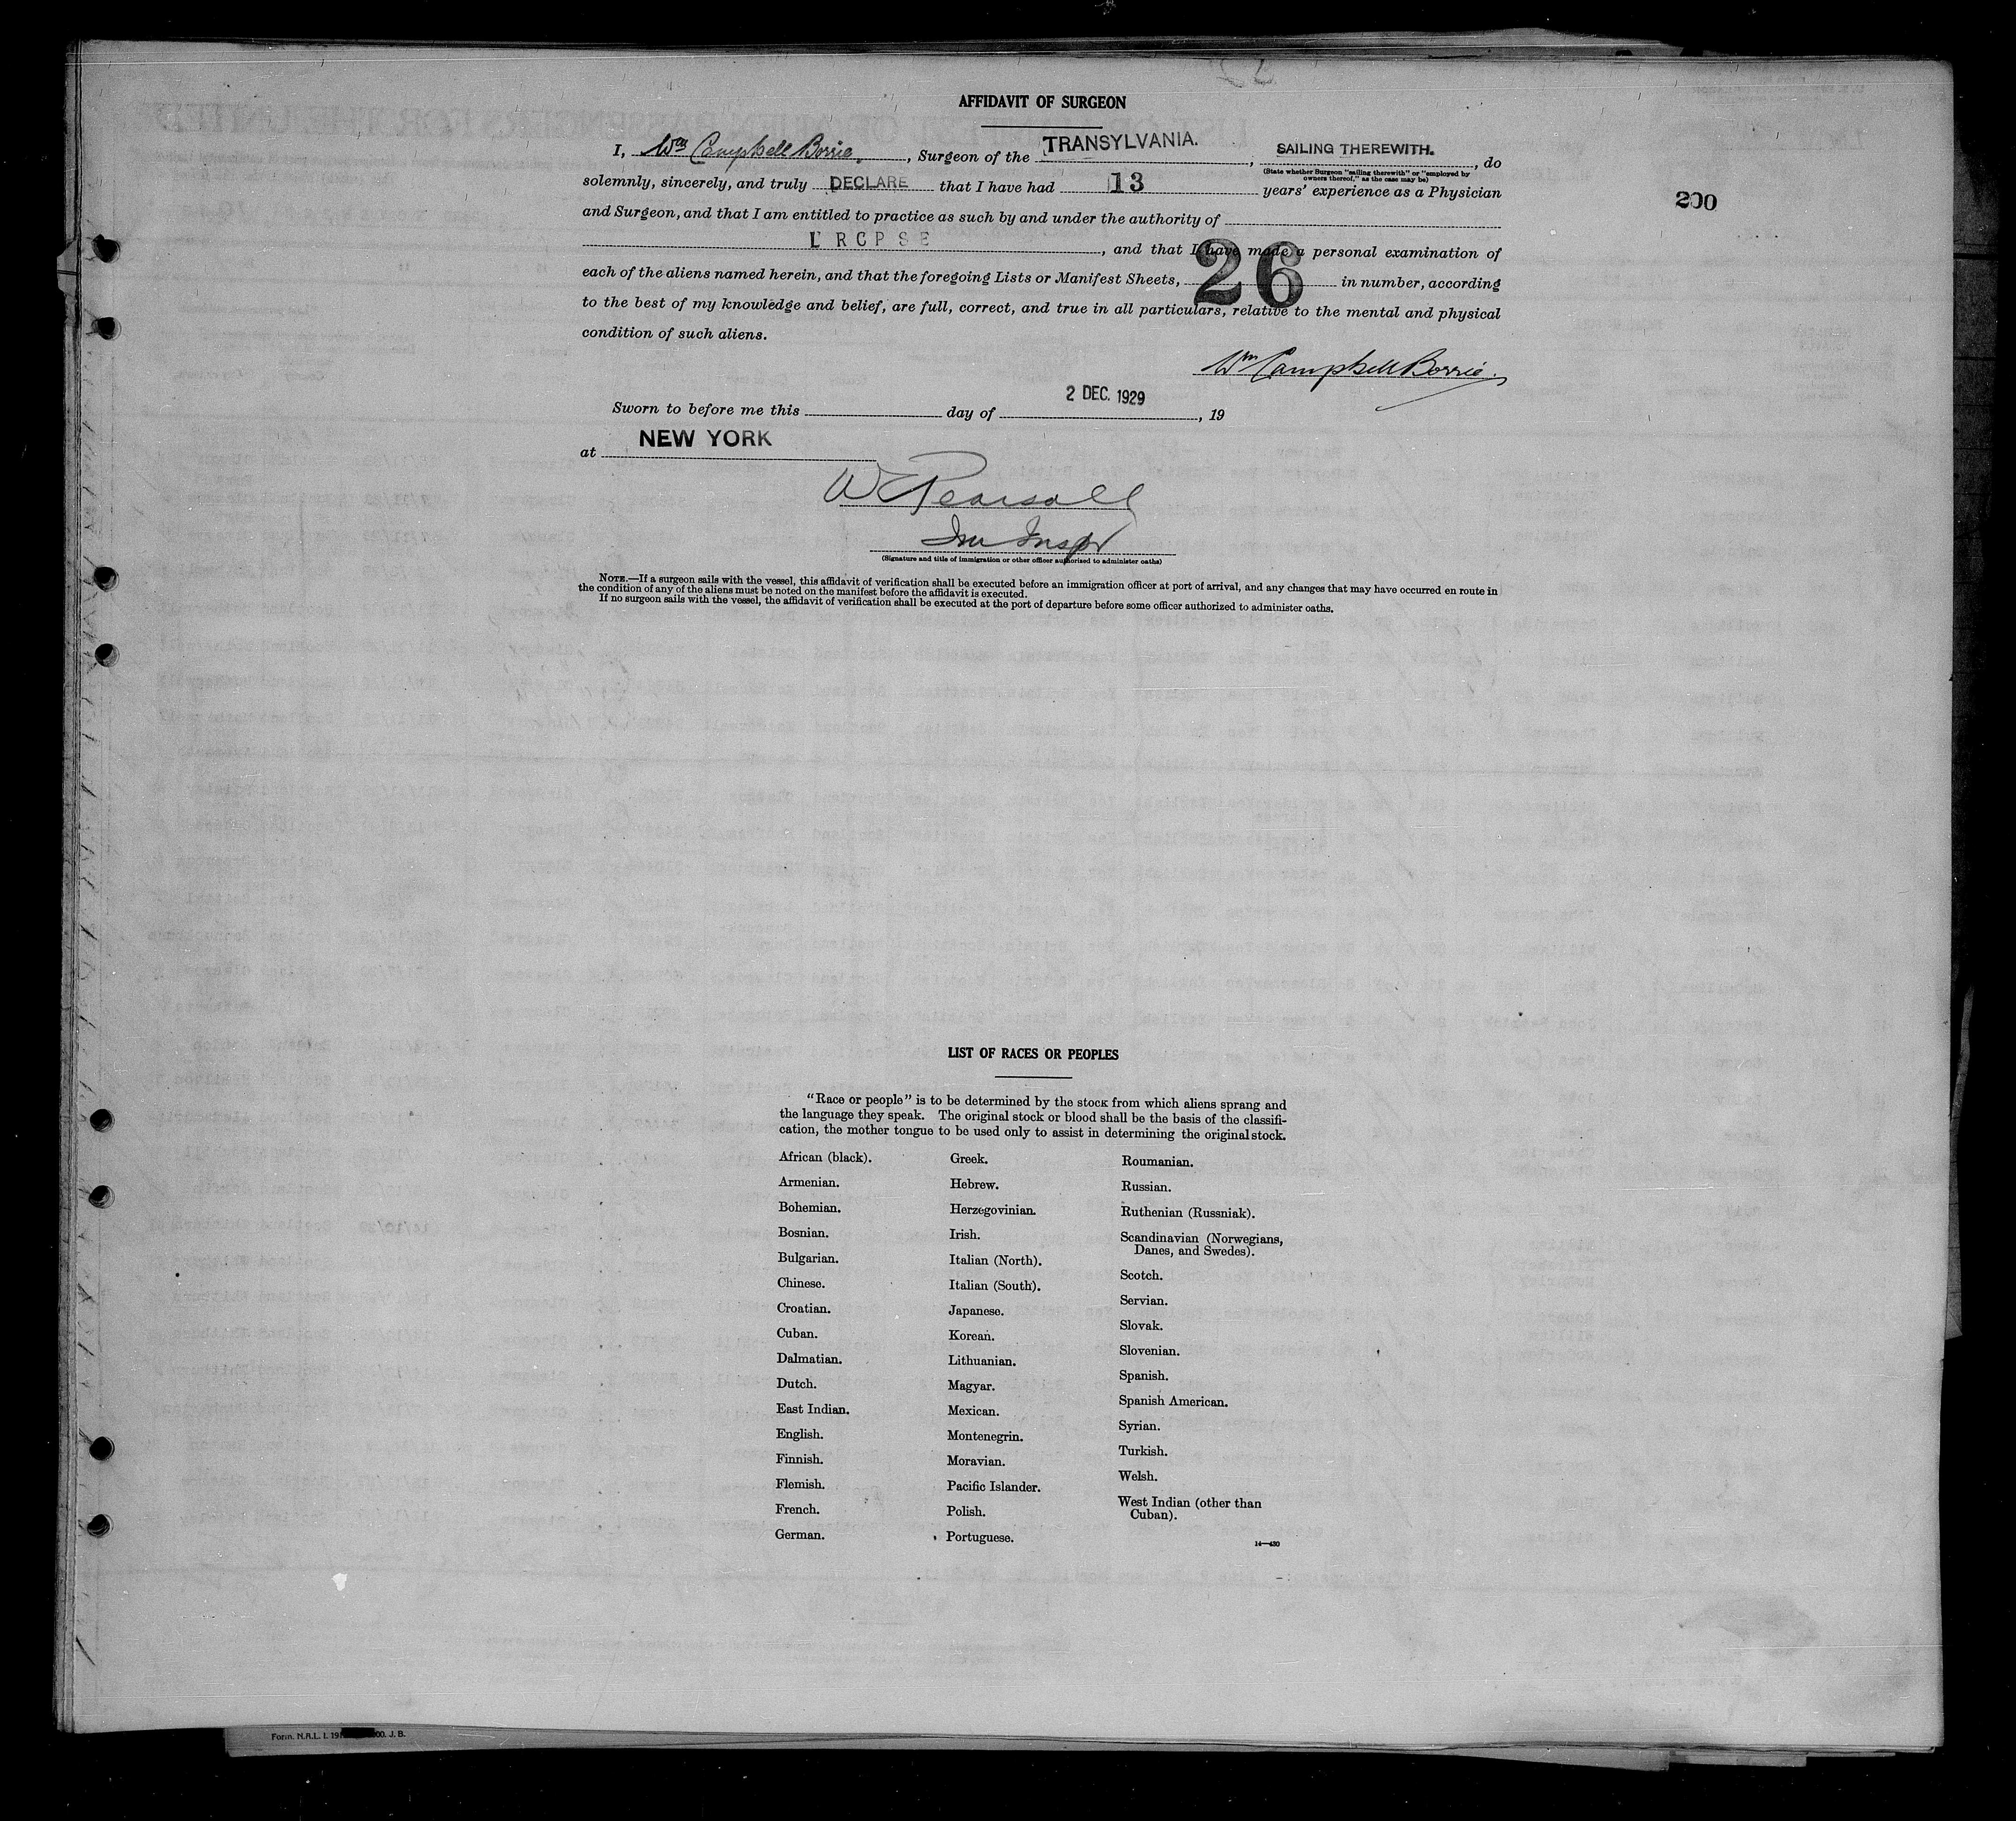 AFFIDAVIT OF SURGEON
I, Wm Campbell Borrie, Surgeon of the TRANSYLVANIA., SAILING THEREWITH., do
(State whether Surgeon "sailing therewith" or "employed by
owners thereof," as the case may be)
solemnly, sincerely, and truly DECLARE that I have had 13 years' experience as a Physician
200
and Surgeon, and that I am entitled to practice as such by and under the authority of
L R C P S E, and that I have made a personal examination of
each of the aliens named herein, and that the foregoing Lists or Manifest Sheets, 26 in number, according
to the best of my knowledge and belief, are full, correct, and true in all particulars, relative to the mental and physical
condition of such aliens.
Wm Campbell Borrie.
2 DEC. 1929
Sworn to before me this day of , 19
at NEW YORK
W Pearsall
Im Inspr
(Signature and title of immigration or other officer authorized to administer oaths)
NOTE.—If a surgeon sails with the vessel, this affidavit of verification shall be executed before an immigration officer at port of arrival, and any changes that may have occurred en route in
the condition of any of the aliens must be noted on the manifest before the affidavit is executed.
If no surgeon sails with the vessel, the affidavit of verification shall be executed at the port of departure before some officer authorized to administer oaths.
LIST OF RACES OR PEOPLES
"Race or people" is to be determined by the stock from which aliens sprang and
the language they speak. The original stock or blood shall be the basis of the classifi-
cation, the mother tongue to be used only to assist in determining the original stock.
African (black).
Armenian.
Bohemian.
Bosnian.
Bulgarian.
Chinese.
Croatian.
Cuban.
Dalmatian.
Dutch.
East Indian.
English.
Finnish.
Flemish.
French.
German.
Greek.
Hebrew.
Herzegovinian.
Irish.
Italian (North).
Italian (South).
Japanese.
Korean.
Lithuanian.
Magyar.
Mexican.
Montenegrin.
Moravian.
Pacific Islander.
Polish.
Portuguese.
Roumanian.
Russian.
Ruthenian (Russniak).
Scandinavian (Norwegians,
Danes, and Swedes).
Scotch.
Servian.
Slovak.
Slovenian.
Spanish.
Spanish American.
Syrian.
Turkish.
Welsh.
West Indian (other than
Cuban).
14—430
Form. N.A.L. I. 19 00. J. B.